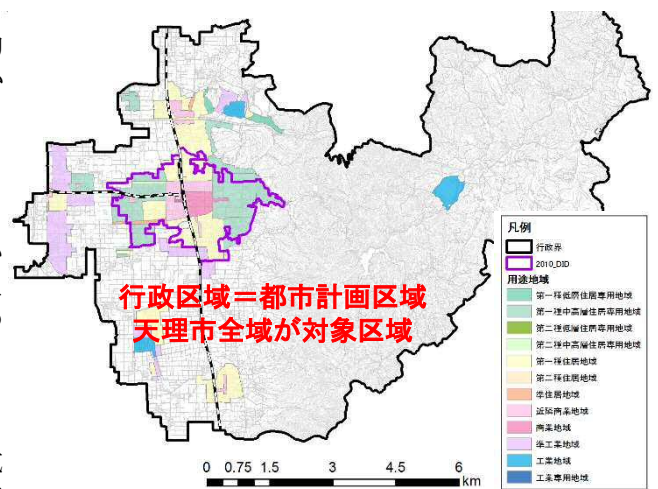 行政区域＝都市計画区域
天理市全域が対象区域
凡例
行政界
2010_DID
用途地域
第一種低層住居専用地域
第一種中高層住居専用地域
第二種低層住居専用地域
第二種中高層住居専用地域
第一種住居地域
第二種住居地域
準住居地域
近隣商業地域
商業地域
準工業地域
工業地域
工業専用地域
0 0.75 1.5 3 4.5 6
km